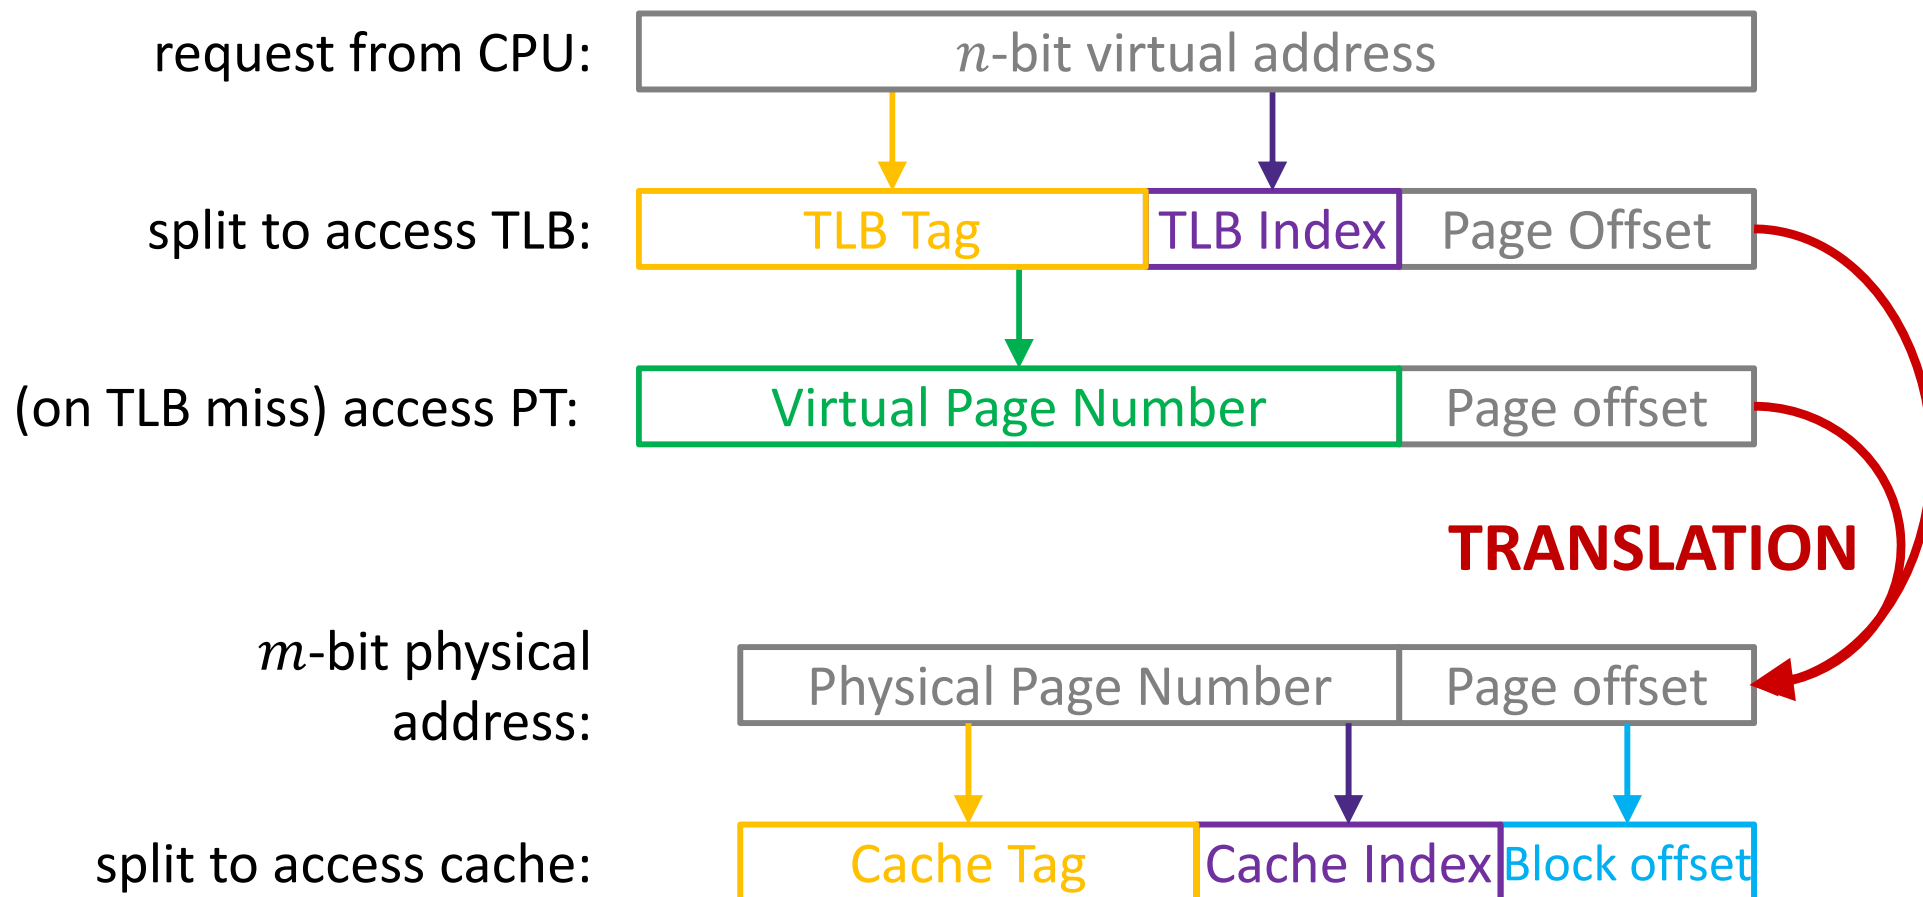 request from CPU: n-bit virtual address
split to access TLB: TLB Tag TLB Index Page Offset
(on TLB miss) access PT: Virtual Page Number Page offset
TRANSLATION
m-bit physical
address: Physical Page Number Page offset
split to access cache: Cache Tag Cache Index Block offset